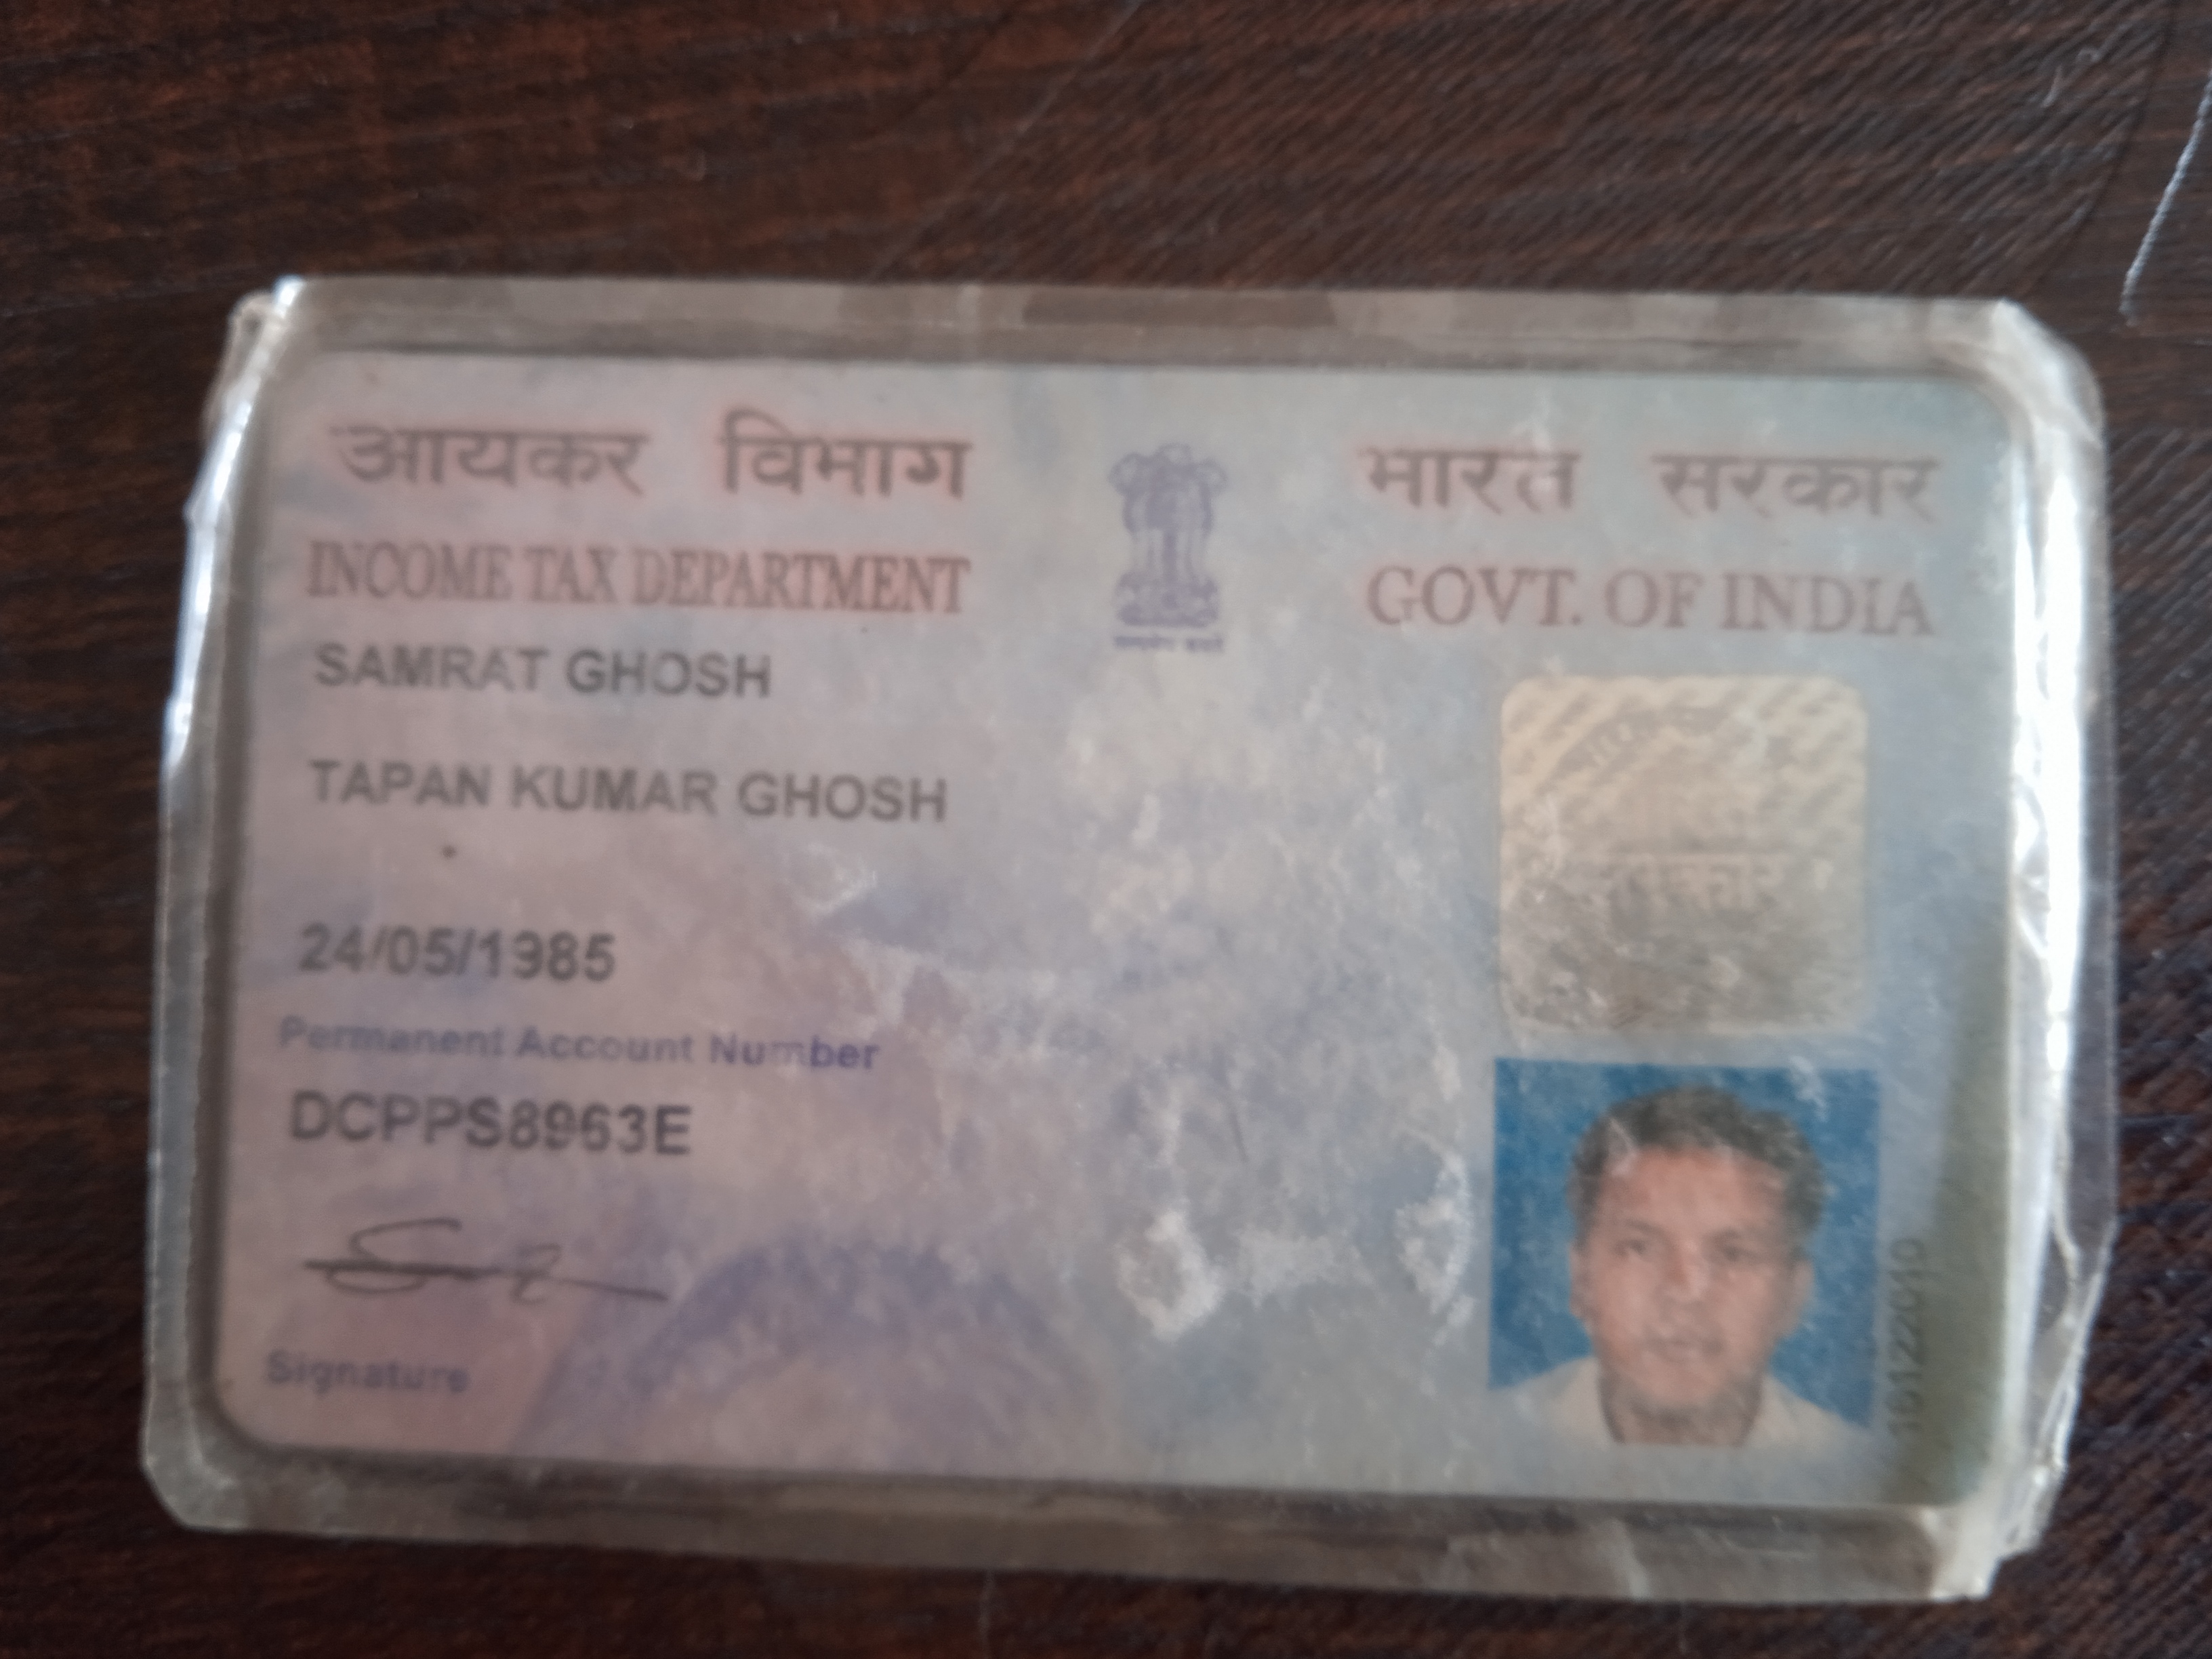 आयकर विभाग
INCOME TAX DEPARTMENT
भारत सरकार
GOVT. OF INDIA
SAMRAT GHOSH
TAPAN KUMAR GHOSH
24/05/1985
Permanent Account Number
DCPPS8963E
Signature